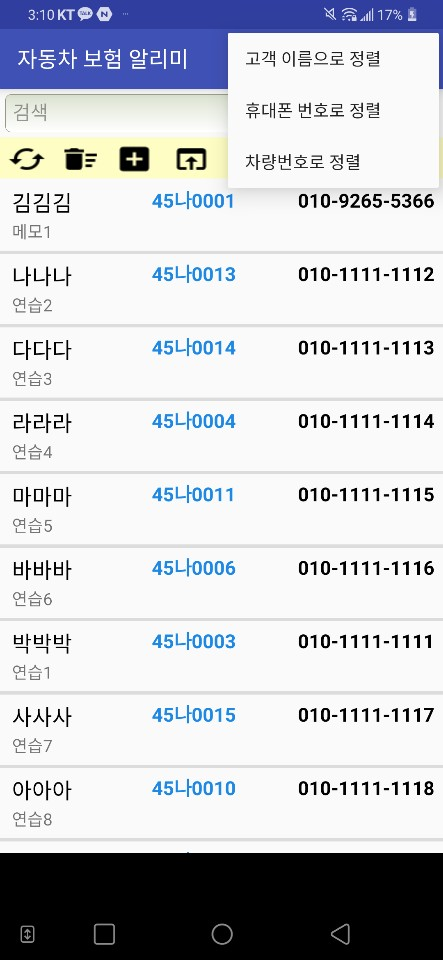 3:10 KT TALK N 17%
자동차 보험 알리미
고객 이름으로 정렬
휴대폰 번호로 정렬
차량번호로 정렬
검색
김김김 45나0001 010-9265-5366
메모1
나나나 45나0013 010-1111-1112
연습2
다다다 45나0014 010-1111-1113
연습3
라라라 45나0004 010-1111-1114
연습4
마마마 45나0011 010-1111-1115
연습5
바바바 45나0006 010-1111-1116
연습6
박박박 45나0003 010-1111-1111
연습1
사사사 45나0015 010-1111-1117
연습7
아아아 45나0010 010-1111-1118
연습8